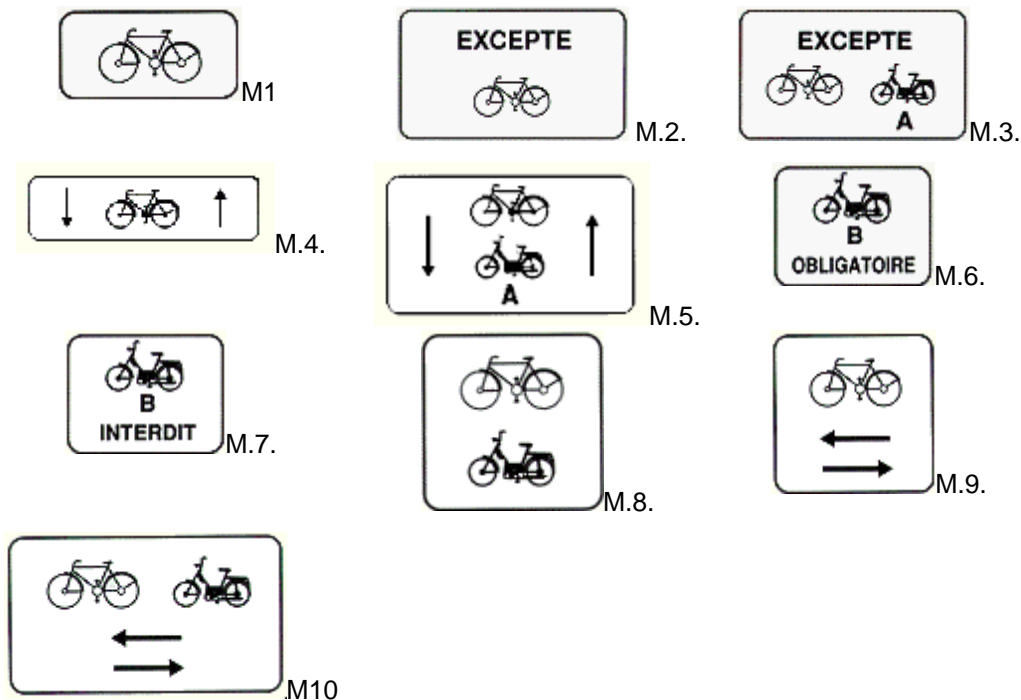 M1
EXCEPTE
M.2.
EXCEPTE
A
M.3.
M.4.
A
M.5.
B
OBLIGATOIRE
M.6.
B
INTERDIT
M.7.
M.8.
M.9.
M10